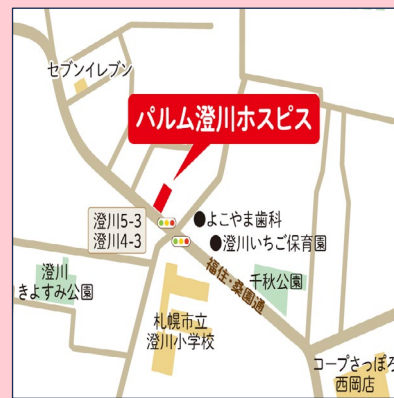 セブンイレブン
パルム澄川ホスピス
澄川5-3
澄川4-3
●よこやま歯科
●澄川いちご保育園
澄川
きよすみ公園
福住・桑園通
千秋公園
札幌市立
澄川小学校
コープさっぽろ
西岡店